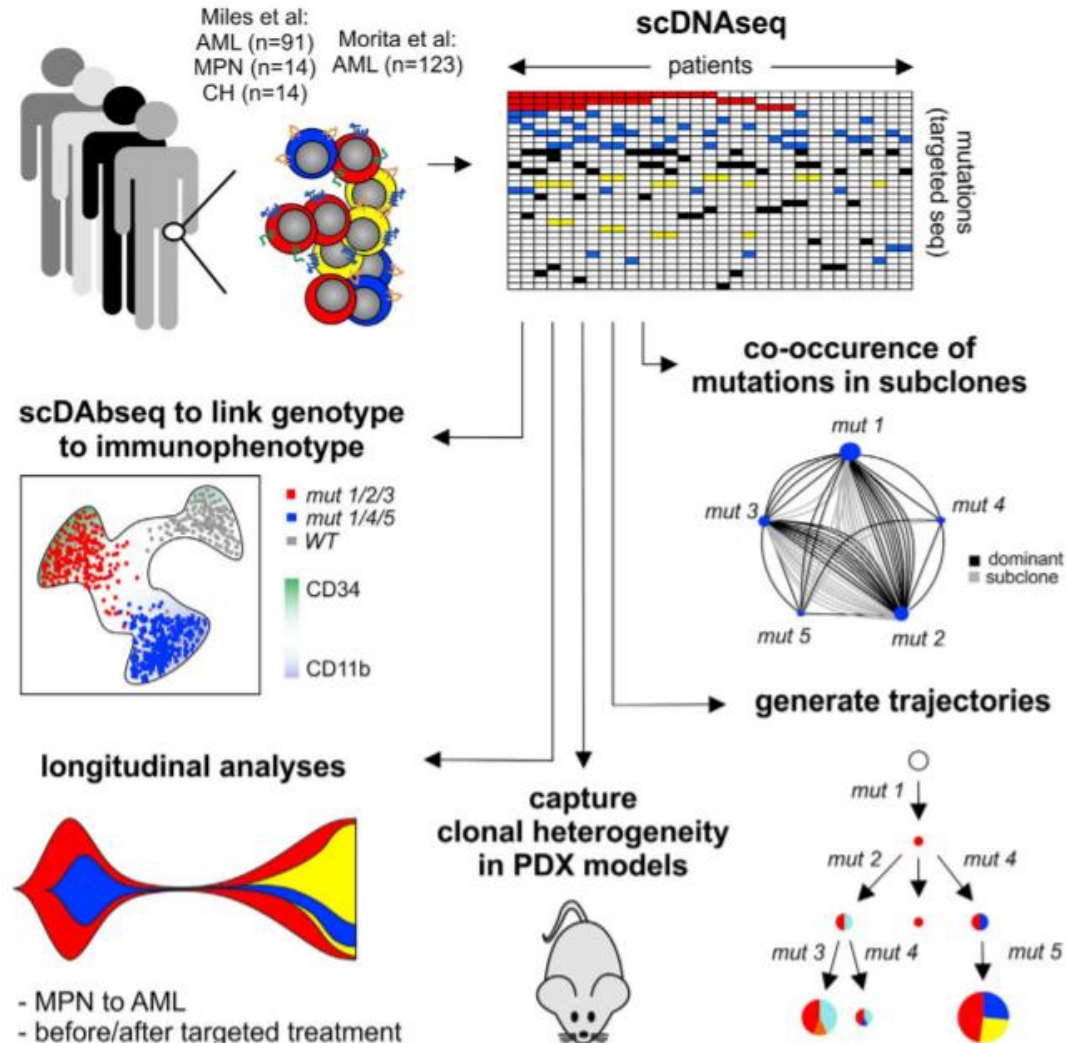 Miles et al:
AML (n=91)
MPN (n=14)
CH (n=14)
Morita et al:
AML (n=123)
scDNAseq
patients
mutations
(targeted seq)
co-occurence of
mutations in subclones
mut 1
mut 3
mut 4
mut 5
mut 2
dominant
subclone
scDAbseq to link genotype
to immunophenotype
mut 1/2/3
mut 1/4/5
WT
CD34
CD11b
generate trajectories
mut 1
mut 2
mut 4
mut 3
mut 4
mut 5
longitudinal analyses
- MPN to AML
- before/after targeted treatment
capture
clonal heterogeneity
in PDX models